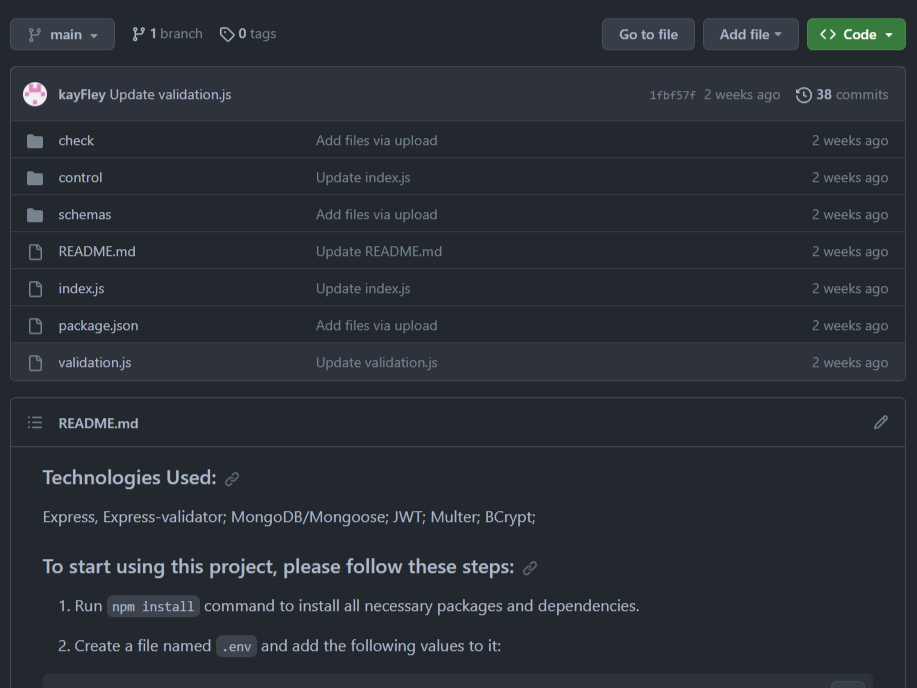 main
1 branch
0 tags
Go to file
Add file
Code
kayFley Update validation.js
1fbf57f 2 weeks ago
38 commits
check Add files via upload 2 weeks ago
control Update index.js 2 weeks ago
schemas Add files via upload 2 weeks ago
README.md Update README.md 2 weeks ago
index.js Update index.js 2 weeks ago
package.json Add files via upload 2 weeks ago
validation.js Update validation.js 2 weeks ago
README.md
Technologies Used:
Express, Express-validator; MongoDB/Mongoose; JWT; Multer; BCrypt;
To start using this project, please follow these steps:
1. Run npm install command to install all necessary packages and dependencies.
2. Create a file named .env and add the following values to it: